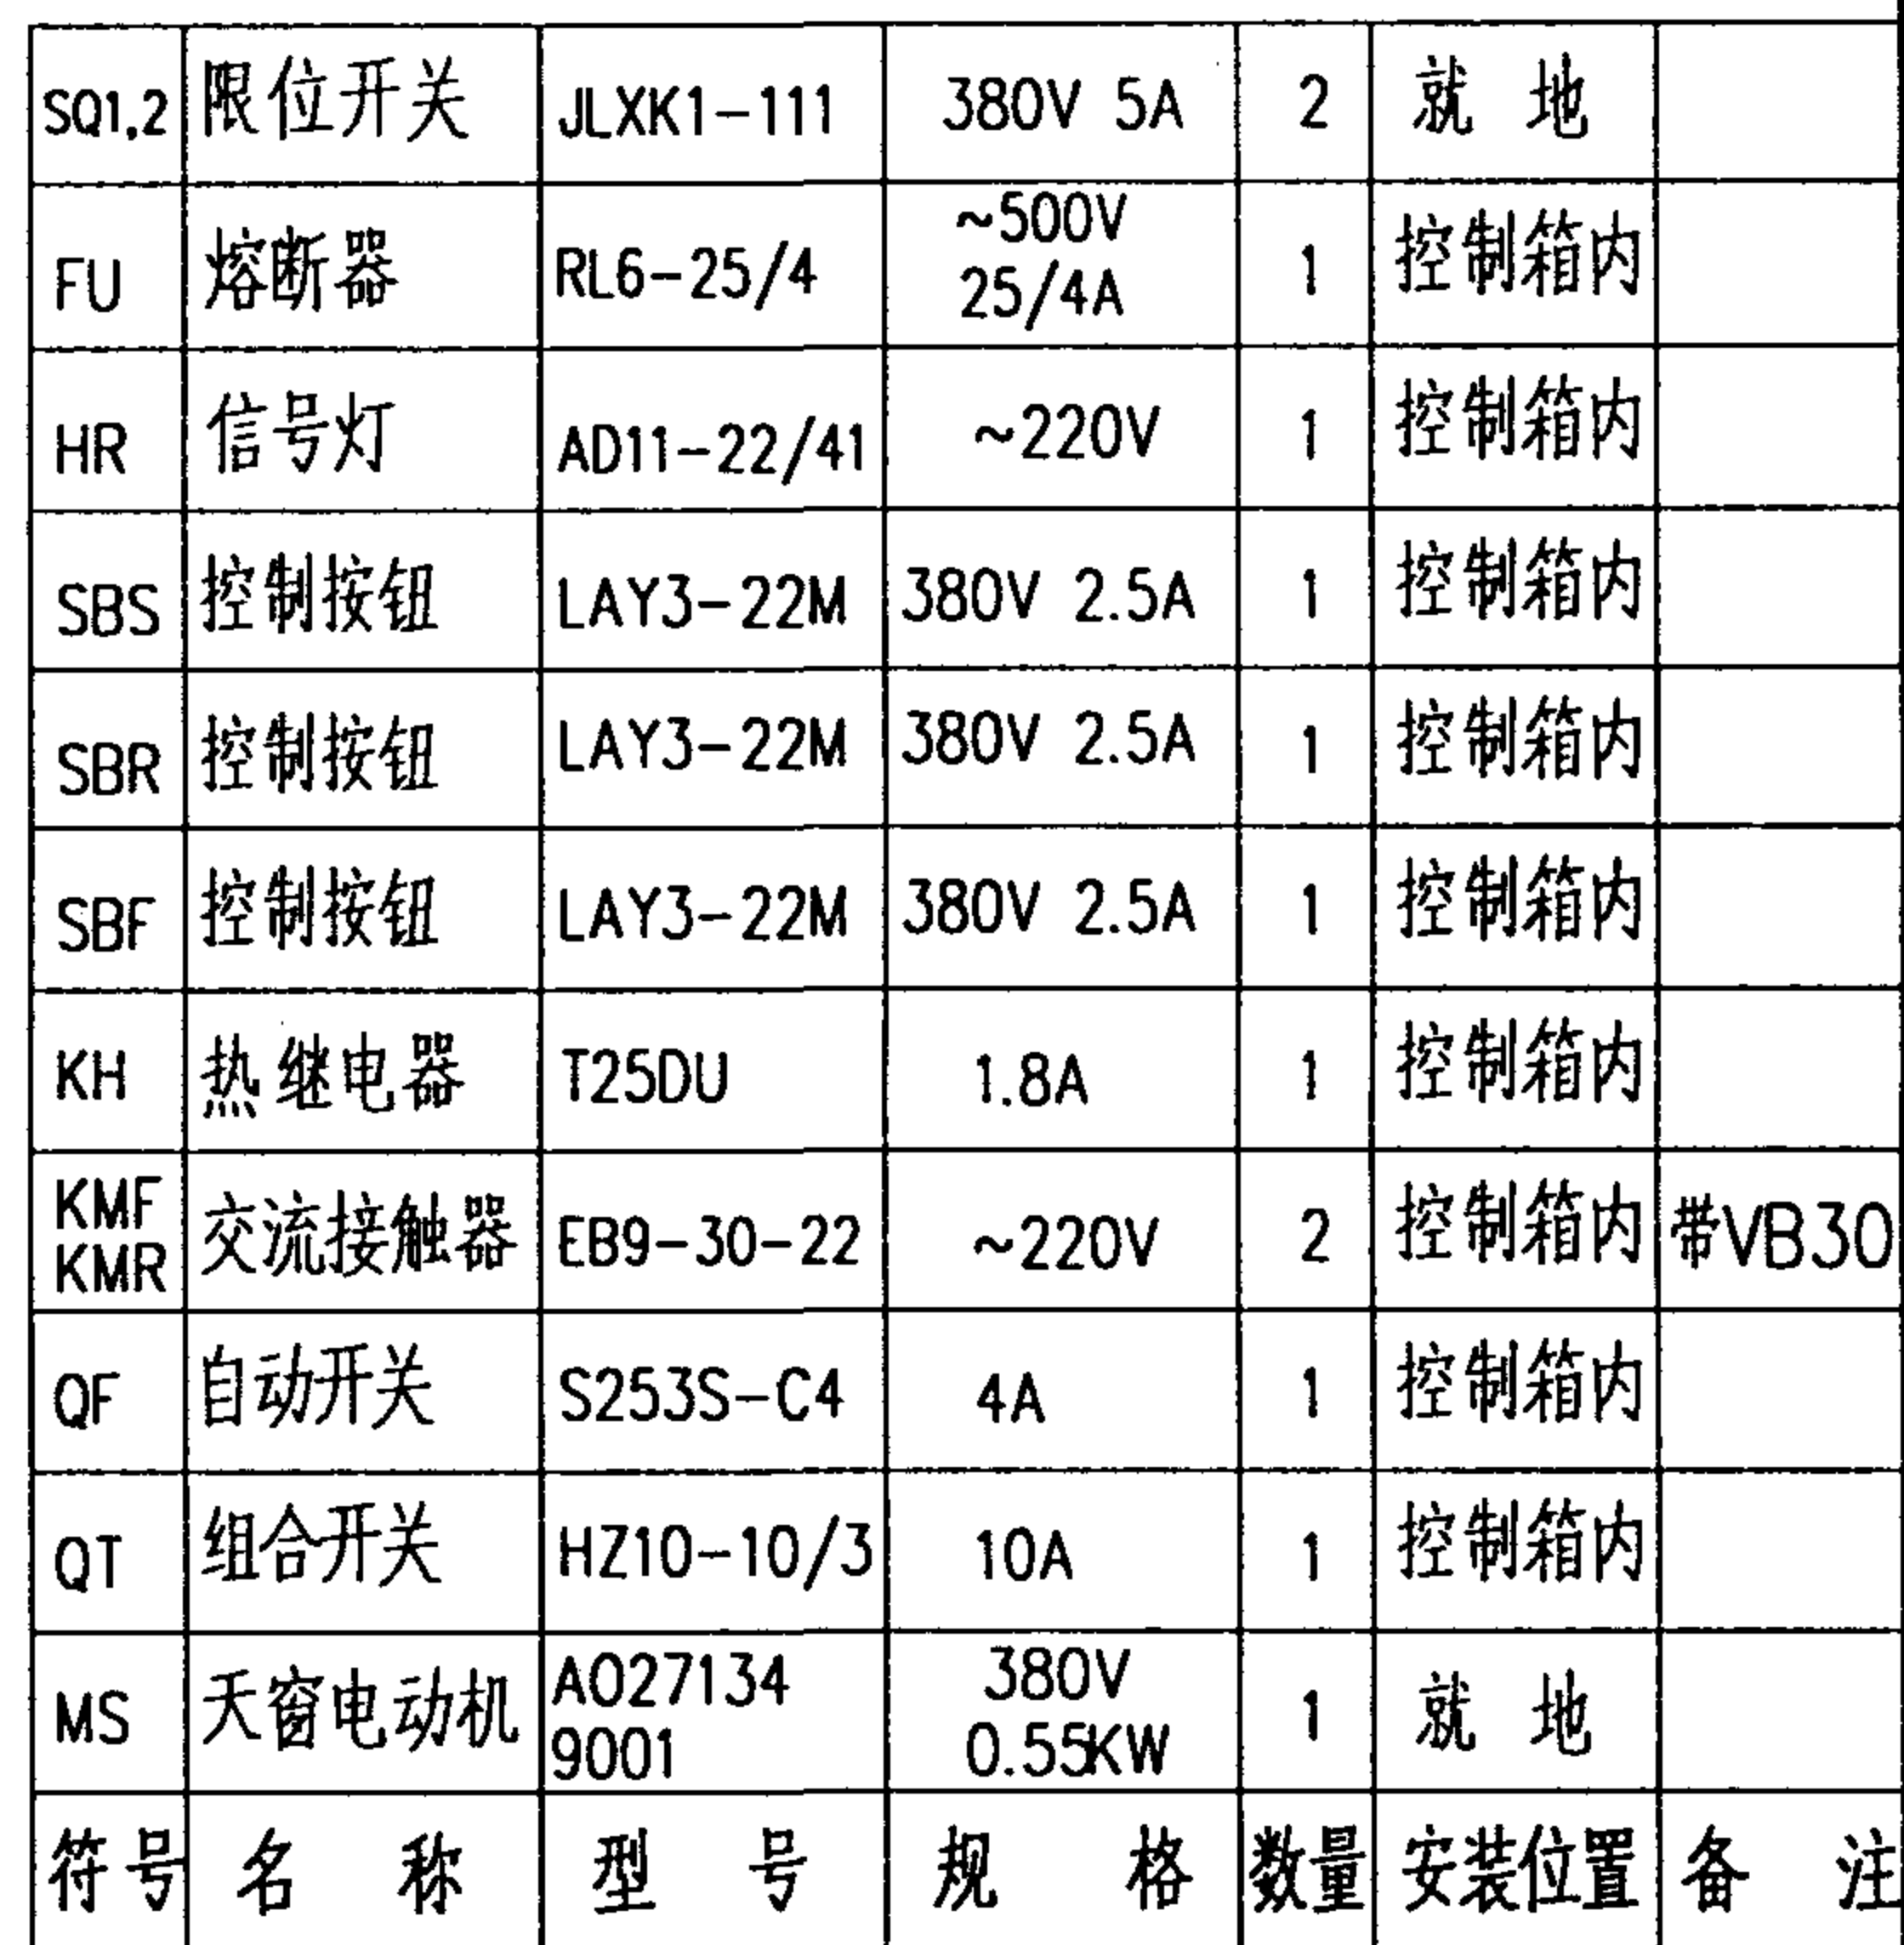 SQ1.2 限位开关 JLXK1-111 380V 5A 2 就 地
FU 熔断器 RL6-25/4 ~500V 25/4A 1 控制箱内
HR 信号灯 AD11-22/41 ~220V 1 控制箱内
SBS 控制按钮 LAY3-22M 380V 2.5A 1 控制箱内
SBR 控制按钮 LAY3-22M 380V 2.5A 1 控制箱内
SBF 控制按钮 LAY3-22M 380V 2.5A 1 控制箱内
KH 热继电器 T25DU 1.8A 1 控制箱内
KMF KMR 交流接触器 EB9-30-22 ~220V 2 控制箱内 带VB30
QF 自动开关 S253S-C4 4A 1 控制箱内
QT 组合开关 HZ10-10/3 10A 1 控制箱内
MS 天窗电动机 AO27134 9001 380V 0.55KW 1 就 地
符号 名 称 型 号 规 格 数量 安装位置 备 注